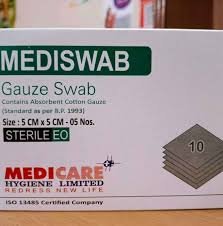 MEDISWAB
Gauze Swab
Contains Absorbent Cotton Gauze
(Standard as per B.P. 1993)
Size : 5 CM x 5 CM - 05 Nos.
STERILE EO
10
MEDICARE
HYGIENE LIMITED
REDRESS NEW LIFE
ISO 13485 Certified Company